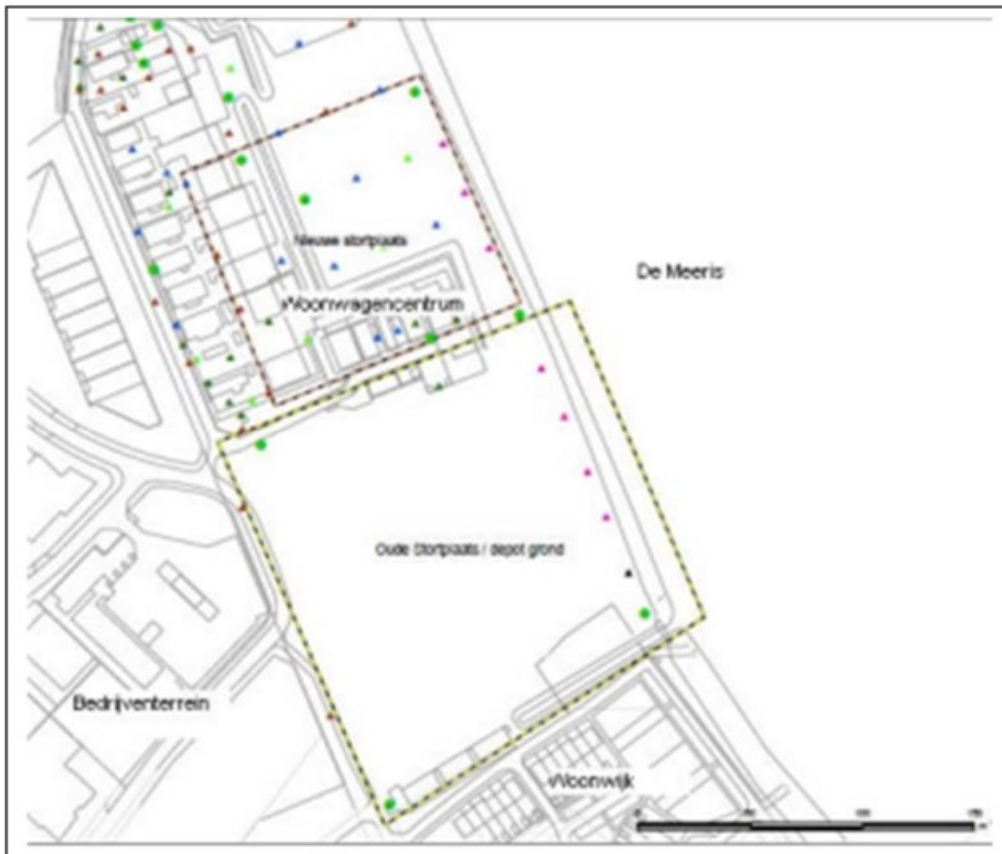 De Meeris
Nieuwe stortplaats
Woonwagencentrum
Oude Stortplaats / depot grond
Bedrijventerrein
Woonwijk